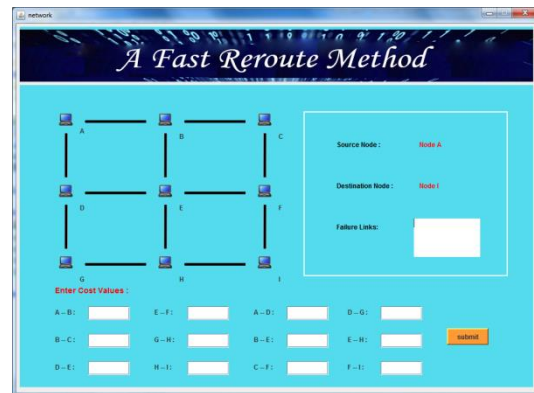 network
A Fast Reroute Method
A
B
C
Source Node :
Node A
D
E
F
Destination Node :
Node I
Failure Links:
G
H
I
Enter Cost Values :
A -- B :
E -- F :
A -- D :
D -- G :
B -- C :
G -- H :
B -- E :
E -- H :
submit
D -- E :
H -- I :
C -- F :
F -- I :